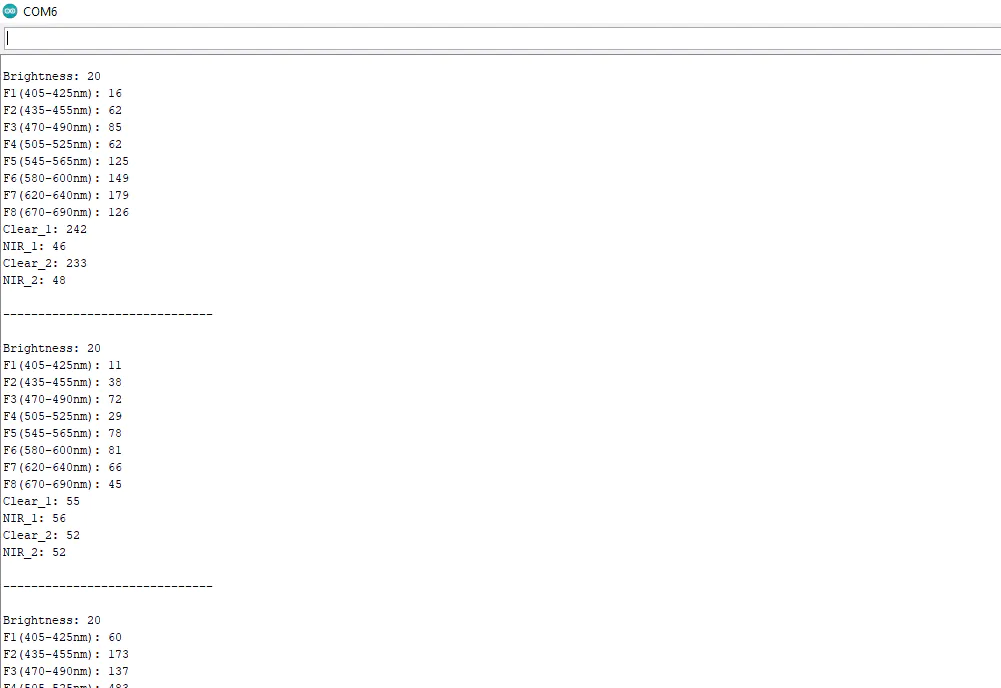 COM6
Brightness: 20
F1(405-425nm): 16
F2(435-455nm): 62
F3(470-490nm): 85
F4(505-525nm): 62
F5(545-565nm): 125
F6(580-600nm): 149
F7(620-640nm): 179
F8(670-690nm): 126
Clear_1: 242
NIR_1: 46
Clear_2: 233
NIR_2: 48
------------------------------
Brightness: 20
F1(405-425nm): 11
F2(435-455nm): 38
F3(470-490nm): 72
F4(505-525nm): 29
F5(545-565nm): 78
F6(580-600nm): 81
F7(620-640nm): 66
F8(670-690nm): 45
Clear_1: 55
NIR_1: 56
Clear_2: 52
NIR_2: 52
------------------------------
Brightness: 20
F1(405-425nm): 60
F2(435-455nm): 173
F3(470-490nm): 137
F4(505-525nm): 483